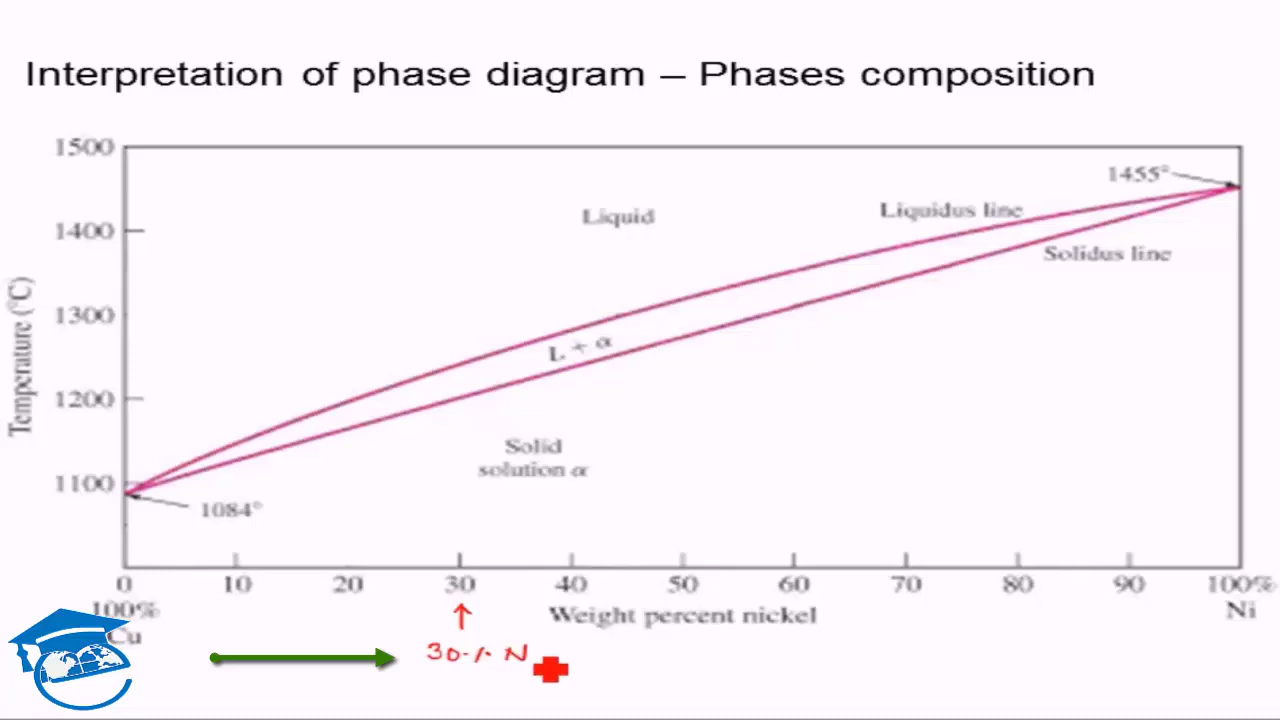 Interpretation of phase diagram – Phases composition
1500
1455°
Liquid
Liquidus line
1400
Solidus line
Temperature (°C)
1300
L + α
1200
Solid
solution α
1100
1084°
0 10 20 30 40 50 60 70 80 90 100%
100% Weight percent nickel Ni
Cu
30% N